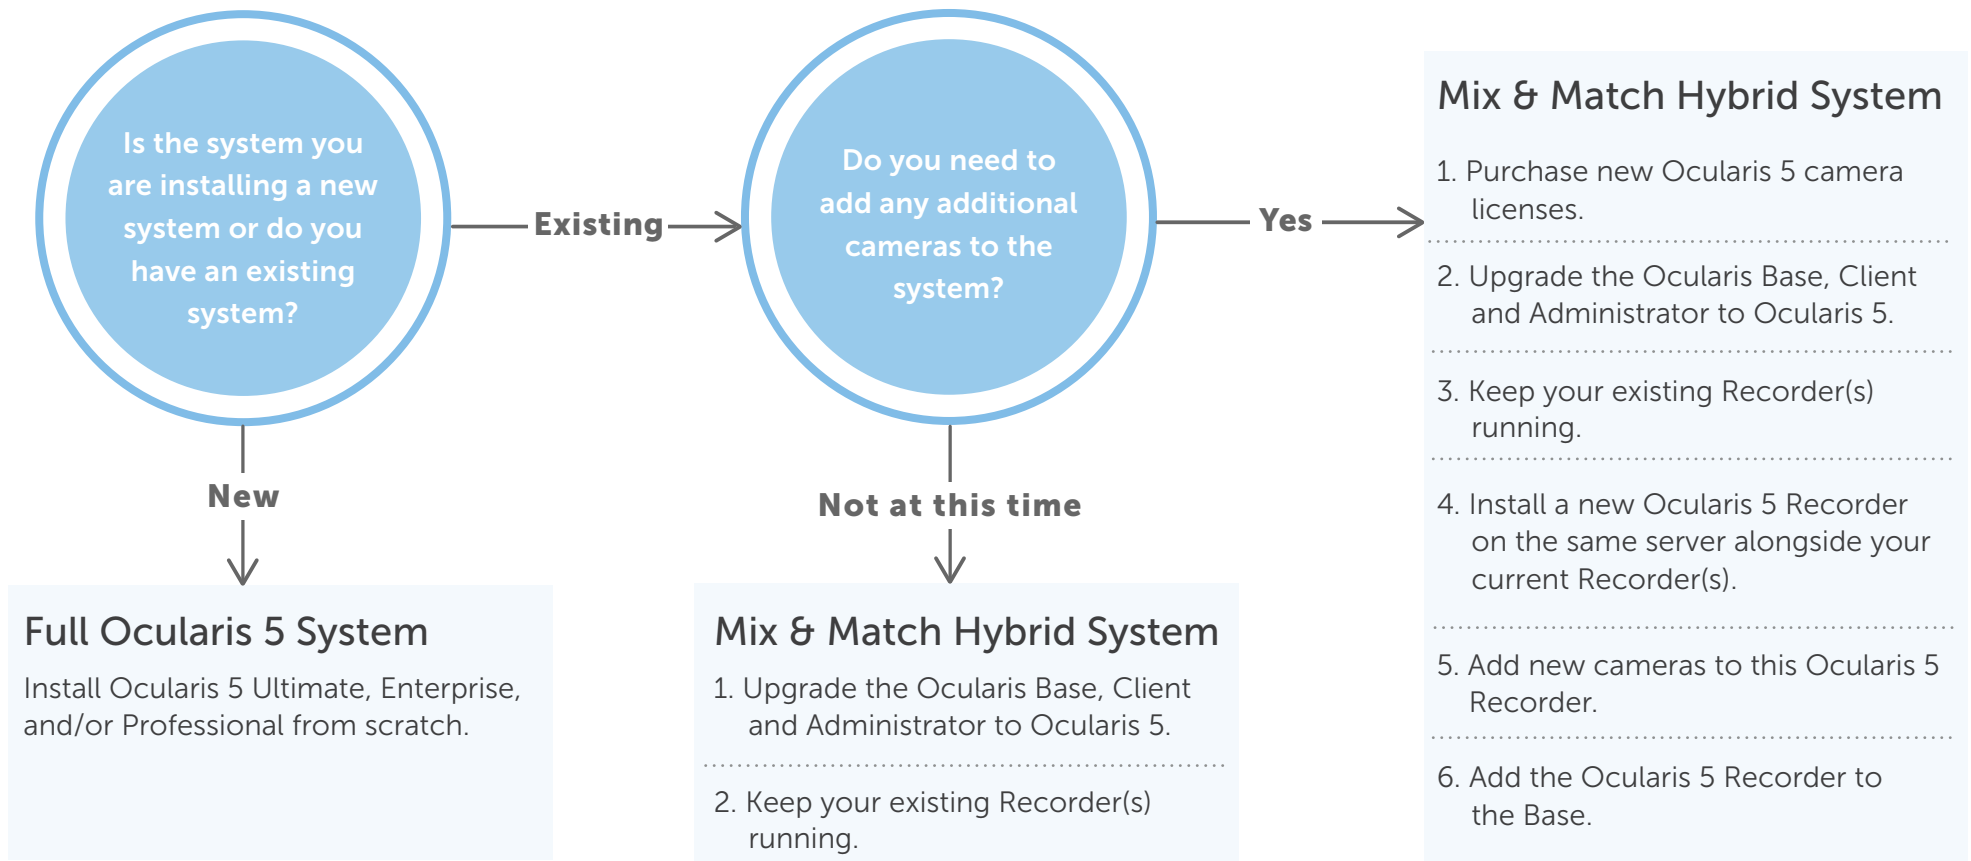 Is the system you
are installing a new
system or do you
have an existing
system?
Existing
Do you need to
add any additional
cameras to the
system?
Yes
New
Not at this time
Full Ocularis 5 System
Install Ocularis 5 Ultimate, Enterprise,
and/or Professional from scratch.
Mix & Match Hybrid System
1. Upgrade the Ocularis Base, Client
and Administrator to Ocularis 5.
2. Keep your existing Recorder(s)
running.
Mix & Match Hybrid System
1. Purchase new Ocularis 5 camera
licenses.
2. Upgrade the Ocularis Base, Client
and Administrator to Ocularis 5.
3. Keep your existing Recorder(s)
running.
4. Install a new Ocularis 5 Recorder
on the same server alongside your
current Recorder(s).
5. Add new cameras to this Ocularis 5
Recorder.
6. Add the Ocularis 5 Recorder to
the Base.